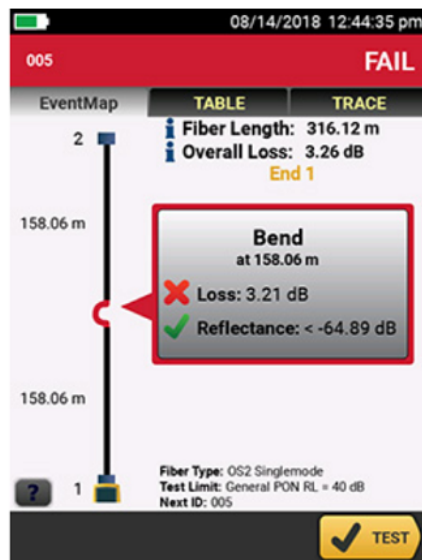 08/14/2018 12:44:35 pm
005 FAIL
EventMap TABLE TRACE
2
Fiber Length: 316.12 m
Overall Loss: 3.26 dB
End 1
158.06 m
Bend
at 158.06 m
Loss: 3.21 dB
Reflectance: < -64.89 dB
158.06 m
Fiber Type: OS2 Singlemode
Test Limit: General PON RL = 40 dB
Next ID: 005
? 1
TEST